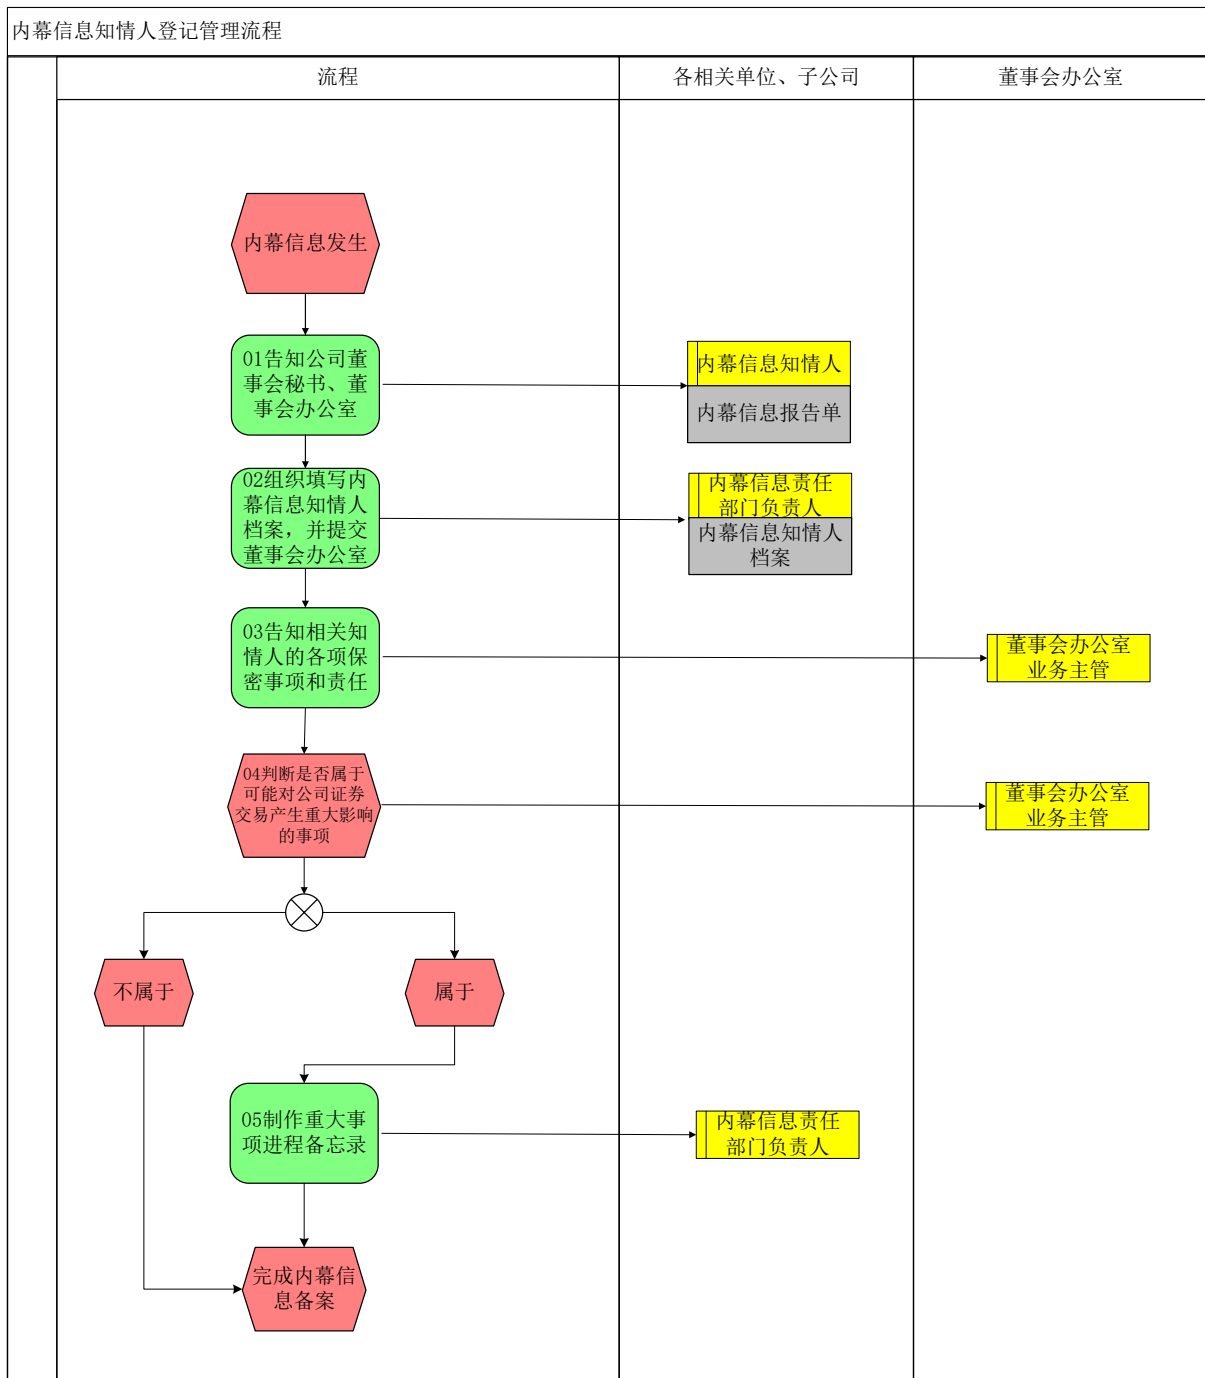 内幕信息知情人登记管理流程
流程
各相关单位、子公司
董事会办公室
内幕信息发生
01告知公司董
事会秘书、董
事会办公室
内幕信息知情人
内幕信息报告单
02组织填写内
幕信息知情人
档案，并提交
董事会办公室
内幕信息责任
部门负责人
内幕信息知情人
档案
03告知相关知
情人的各项保
密事项和责任
董事会办公室
业务主管
04判断是否属于
可能对公司证券
交易产生重大影响
的事项
董事会办公室
业务主管
不属于
属于
05制作重大事
项进程备忘录
内幕信息责任
部门负责人
完成内幕信
息备案